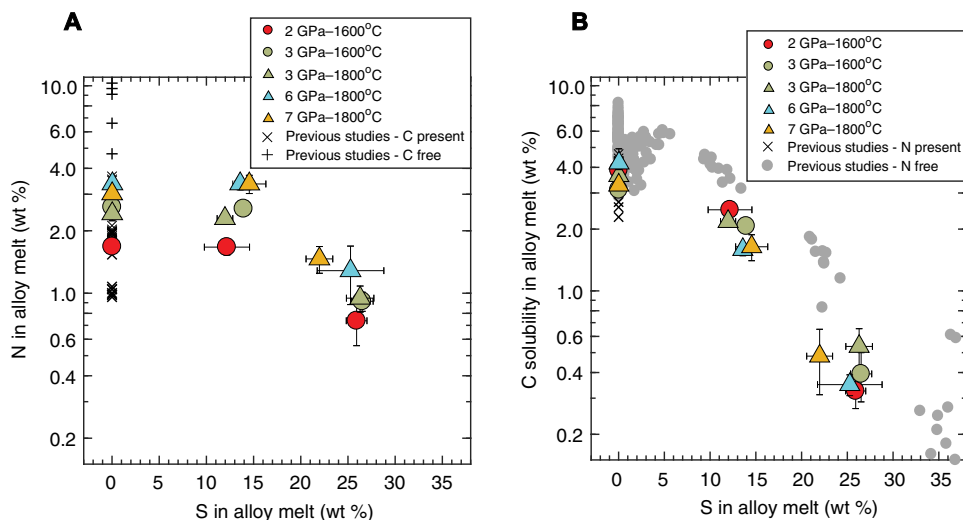 A
2 GPa–1600°C
3 GPa–1600°C
3 GPa–1800°C
6 GPa–1800°C
7 GPa–1800°C
Previous studies - C present
Previous studies - C free
N in alloy melt (wt %)
10.0
6.0
4.0
2.0
1.0
0.6
0.4
0.2
0 5 10 15 20 25 30 35
S in alloy melt (wt %)
B
2 GPa–1600°C
3 GPa–1600°C
3 GPa–1800°C
6 GPa–1800°C
7 GPa–1800°C
Previous studies - N present
Previous studies - N free
C solubility in alloy melt (wt %)
10.0
6.0
4.0
2.0
1.0
0.6
0.4
0.2
0 5 10 15 20 25 30 35
S in alloy melt (wt %)